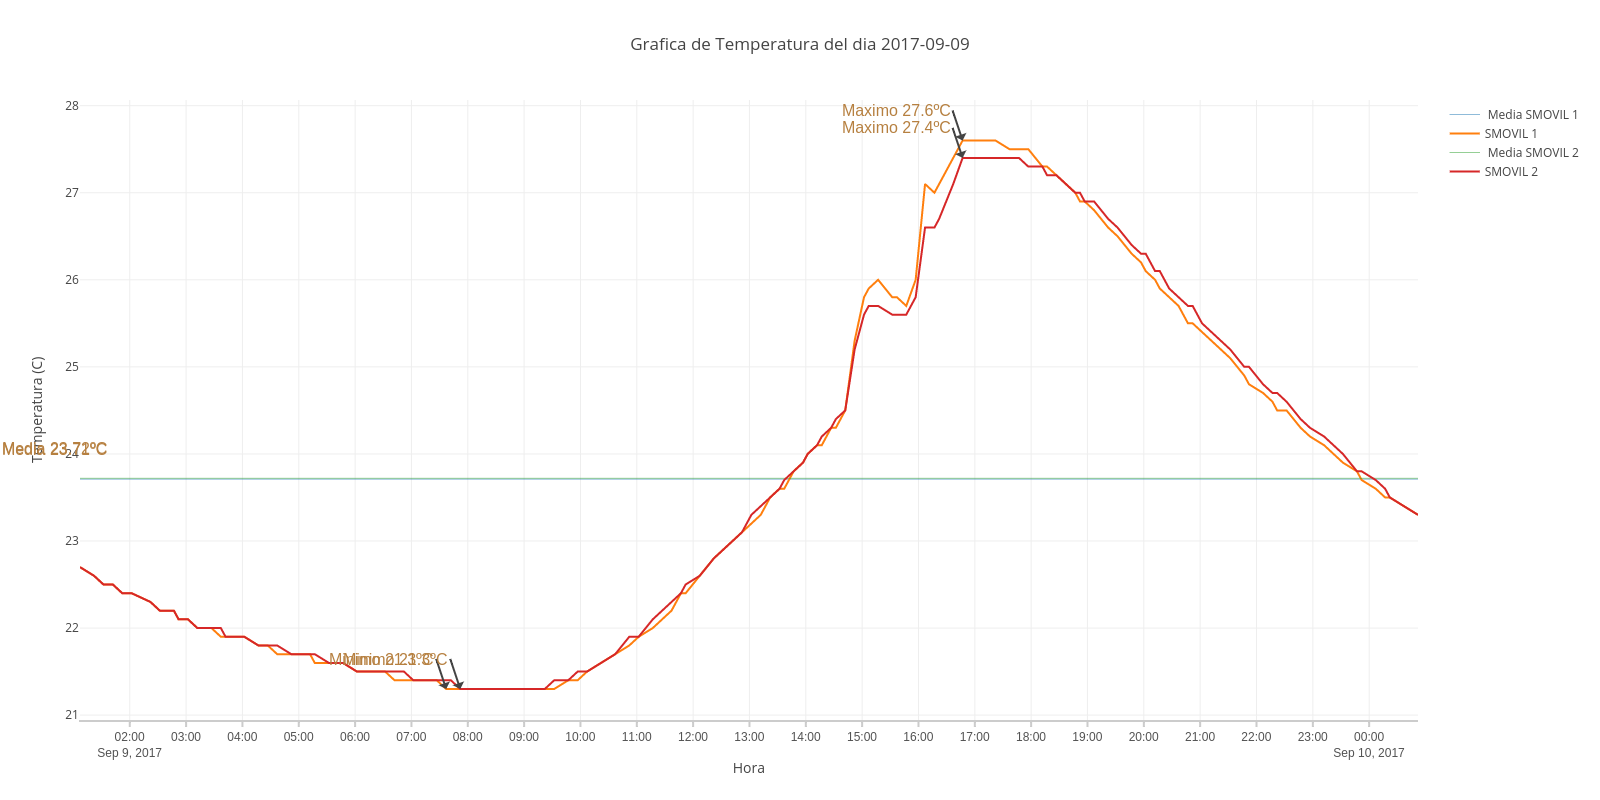 Grafica de Temperatura del dia 2017-09-09
Maximo 27.6ºC
Maximo 27.4ºC
Media SMOVIL 1
SMOVIL 1
Media SMOVIL 2
SMOVIL 2
28
27
26
25
24
23
22
21
Temperatura (C)
Media
02:00 03:00 04:00 05:00 06:00 07:00 08:00 09:00 10:00 11:00 12:00 13:00 14:00 15:00 16:00 17:00 18:00 19:00 20:00 21:00 22:00 23:00 00:00
Sep 9, 2017 Sep 10, 2017
Hora